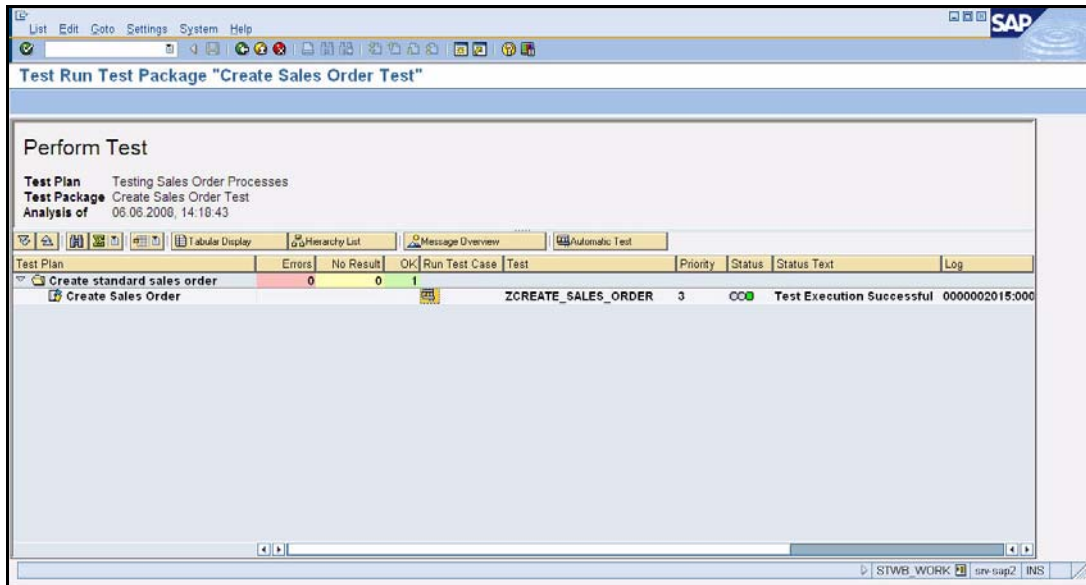 List Edit Goto Settings System Help
SAP
Test Run Test Package "Create Sales Order Test"
Perform Test
Test Plan Testing Sales Order Processes
Test Package Create Sales Order Test
Analysis of 06.06.2008, 14:18:43
Tabular Display Hierarchy List Message Overview Automatic Test
Test Plan Errors No Result OK Run Test Case Test Priority Status Status Text Log
Create standard sales order 0 0 1
Create Sales Order ZCREATE_SALES_ORDER 3 Test Execution Successful 0000002015:000
STWB_WORK srv-sap2 INS